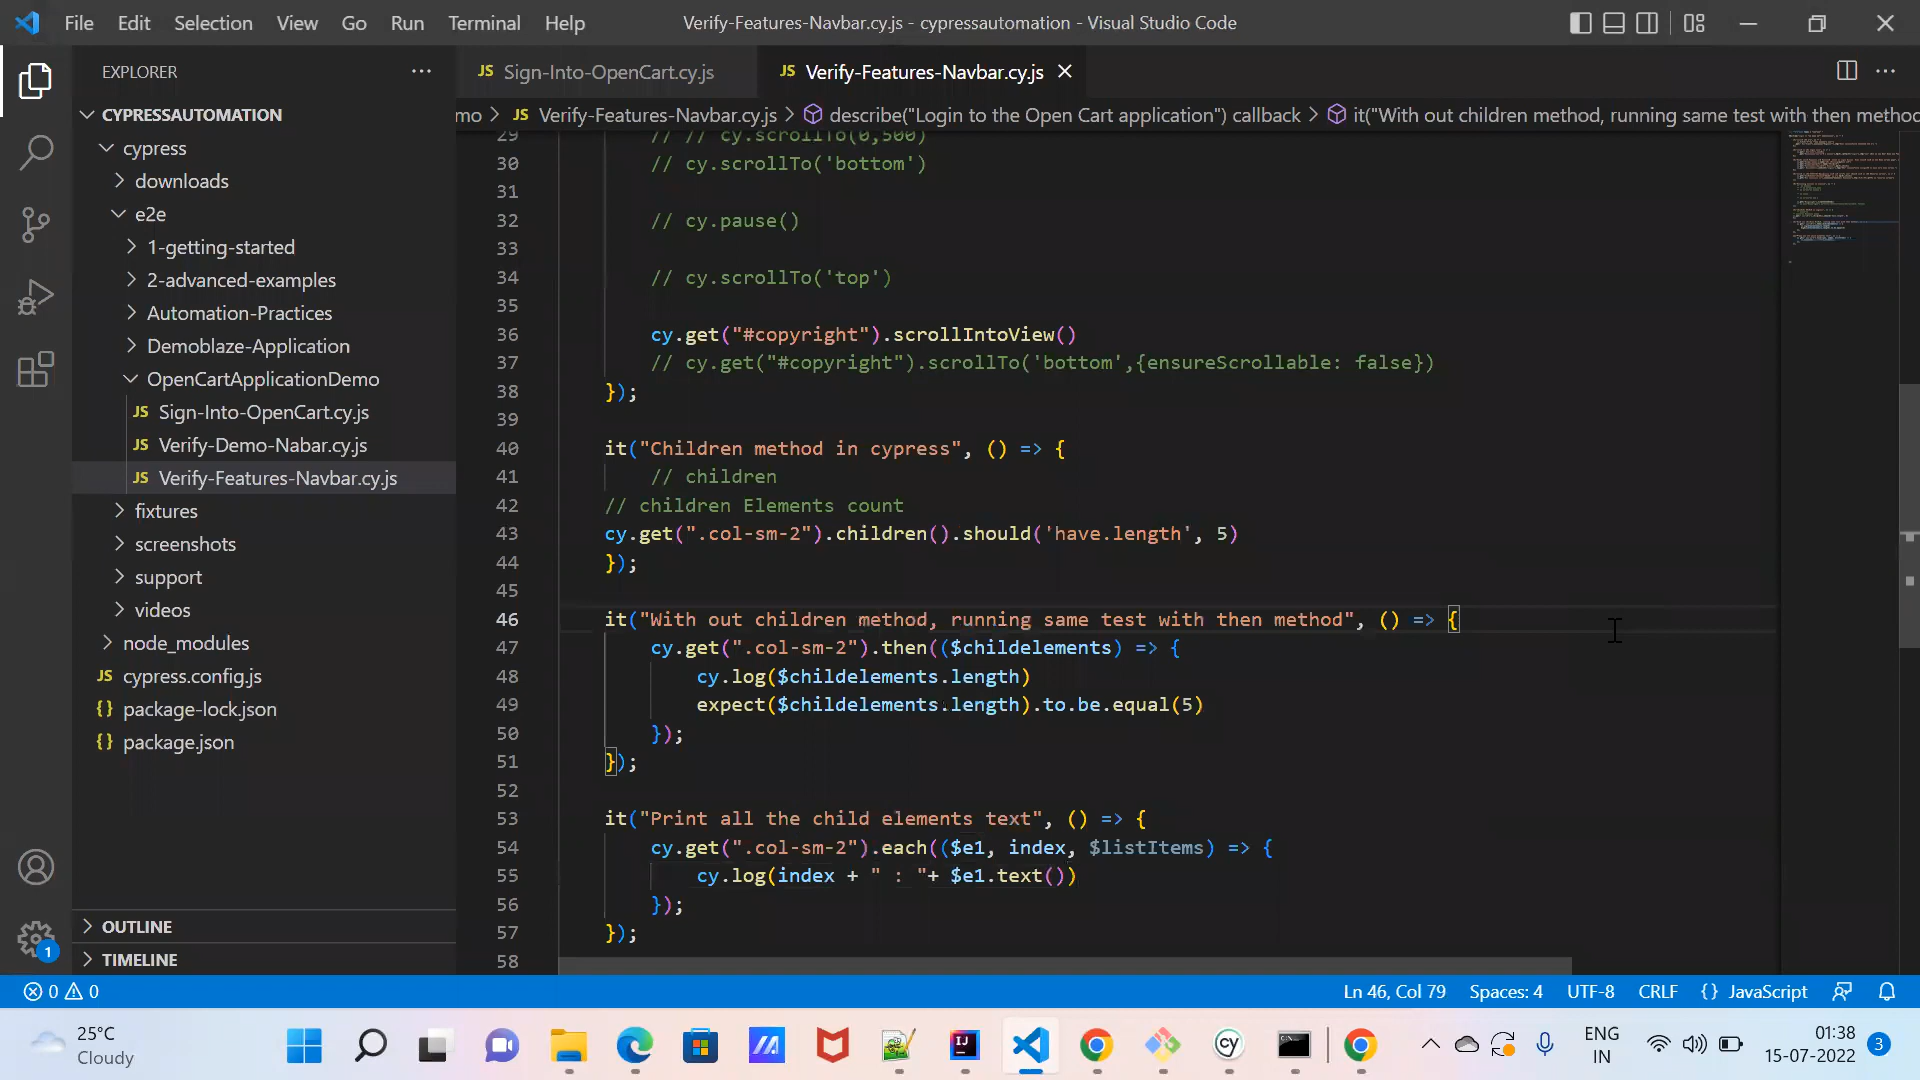 File Edit Selection View Go Run Terminal Help
Verify-Features-Navbar.cy.js - cypressautomation - Visual Studio Code
EXPLORER
CYPRESSAUTOMATION
cypress
downloads
e2e
1-getting-started
2-advanced-examples
Automation-Practices
Demoblaze-Application
OpenCartApplicationDemo
JS Sign-Into-OpenCart.cy.js
JS Verify-Demo-Nabar.cy.js
JS Verify-Features-Navbar.cy.js
fixtures
screenshots
support
videos
node_modules
JS cypress.config.js
{} package-lock.json
{} package.json
OUTLINE
TIMELINE
1
JS Sign-Into-OpenCart.cy.js JS Verify-Features-Navbar.cy.js
mo > JS Verify-Features-Navbar.cy.js > describe("Login to the Open Cart application") callback > it("With out children method, running same test with then method
29 // // cy.scrollTo(0,500)
30 // cy.scrollTo('bottom')
31
32 // cy.pause()
33
34 // cy.scrollTo('top')
35
36 cy.get("#copyright").scrollIntoView()
37 // cy.get("#copyright").scrollTo('bottom',{ensureScrollable: false})
38 });
39
40 it("Children method in cypress", () => {
41 // children
42 // children Elements count
43 cy.get(".col-sm-2").children().should('have.length', 5)
44 });
45
46 it("With out children method, running same test with then method", () => {
47 cy.get(".col-sm-2").then(($childelements) => {
48 cy.log($childelements.length)
49 expect($childelements.length).to.be.equal(5)
50 });
51 });
52
53 it("Print all the child elements text", () => {
54 cy.get(".col-sm-2").each(($e1, index, $listItems) => {
55 cy.log(index + " : "+ $e1.text())
56 });
57 });
58
0 0
Ln 46, Col 79 Spaces: 4 UTF-8 CRLF {} JavaScript
25°C
Cloudy
IJ
cy
ENG
IN
01:38
15-07-2022
3